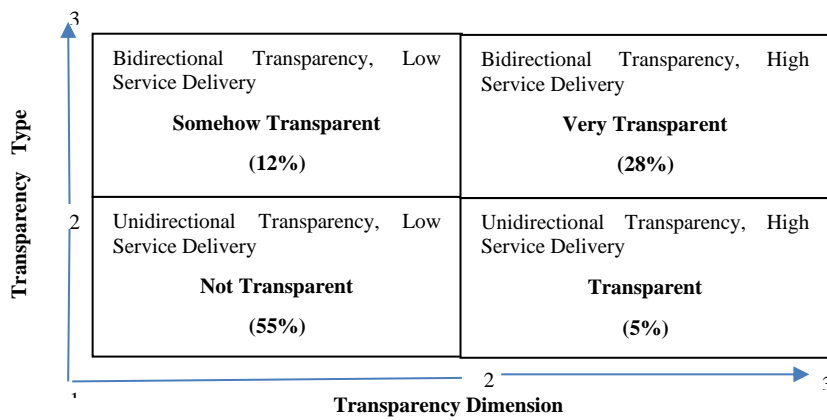 3
Bidirectional Transparency, Low
Service Delivery
Somehow Transparent
(12%)
Bidirectional Transparency, High
Service Delivery
Very Transparent
(28%)
Transparency Type
2
Unidirectional Transparency, Low
Service Delivery
Not Transparent
(55%)
Unidirectional Transparency, High
Service Delivery
Transparent
(5%)
1
2
3
Transparency Dimension